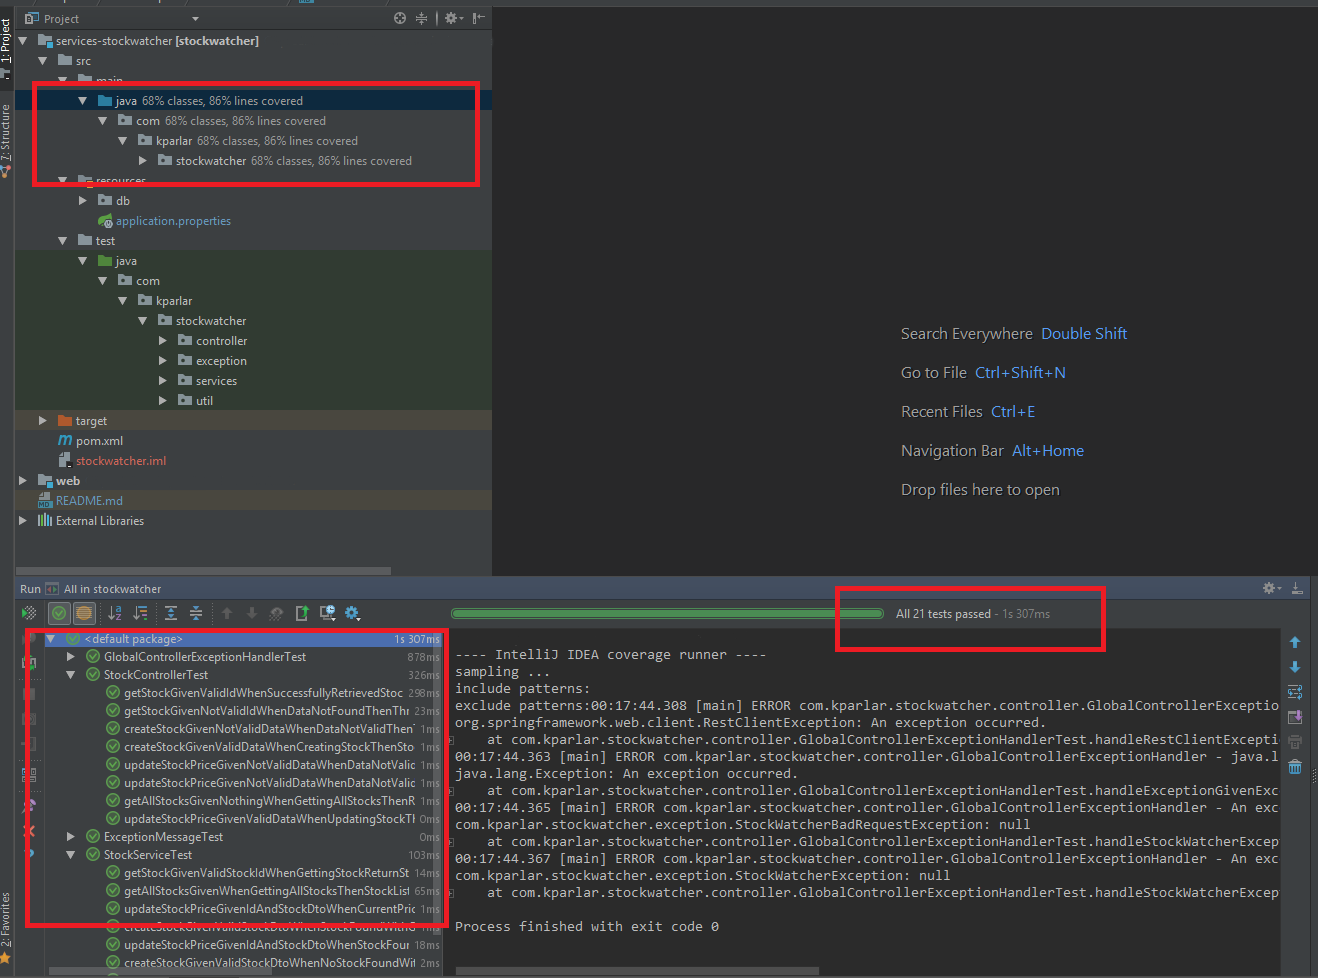 Project
1: Project
services-stockwatcher [stockwatcher]
src
main
java 68% classes, 86% lines covered
com 68% classes, 86% lines covered
kparlar 68% classes, 86% lines covered
stockwatcher 68% classes, 86% lines covered
7: Structure
resources
db
application.properties
test
java
com
kparlar
stockwatcher
controller
exception
services
util
target
pom.xml
stockwatcher.iml
web
README.md
External Libraries
Search Everywhere Double Shift
Go to File Ctrl+Shift+N
Recent Files Ctrl+E
Navigation Bar Alt+Home
Drop files here to open
Run All in stockwatcher
All 21 tests passed - 1s 307ms
<default package> 1s 307ms
GlobalControllerExceptionHandlerTest 878ms
StockControllerTest 326ms
getStockGivenValidIdWhenSuccessfullyRetrievedStoc 298ms
getStockGivenNotValidIdWhenDataNotFoundThenThr 23ms
createStockGivenNotValidDataWhenDataNotValidThenT 1ms
createStockGivenValidDataWhenCreatingStockThenSto 1ms
updateStockPriceGivenNotValidDataWhenDataNotValic 1ms
updateStockPriceGivenNotValidDataWhenDataNotValic 1ms
getAllStocksGivenNothingWhenGettingAllStocksThenR 1ms
updateStockPriceGivenValidDataWhenUpdatingStockTl 0ms
ExceptionMessageTest 0ms
StockServiceTest 103ms
getStockGivenValidStockIdWhenGettingStockReturnSt 14ms
getAllStocksGivenWhenGettingAllStocksThenStockList 65ms
updateStockPriceGivenIdAndStockDtoWhenCurrentPric 1ms
createStockGivenValidStockDtoWhenStockFoundWith 1ms
updateStockPriceGivenIdAndStockDtoWhenStockFour 18ms
createStockGivenValidStockDtoWhenNoStockFoundWit 2ms
2: Favorites
---- IntelliJ IDEA coverage runner ----
sampling ...
include patterns:
exclude patterns:00:17:44.308 [main] ERROR com.kparlar.stockwatcher.controller.GlobalControllerExceptio
org.springframework.web.client.RestClientException: An exception occurred.
at com.kparlar.stockwatcher.controller.GlobalControllerExceptionHandlerTest.handleRestClientExcepti
00:17:44.363 [main] ERROR com.kparlar.stockwatcher.controller.GlobalControllerExceptionHandler - java.l
java.lang.Exception: An exception occurred.
at com.kparlar.stockwatcher.controller.GlobalControllerExceptionHandlerTest.handleExceptionGivenExc
00:17:44.365 [main] ERROR com.kparlar.stockwatcher.controller.GlobalControllerExceptionHandler - An exc
com.kparlar.stockwatcher.exception.StockWatcherBadRequestException: null
at com.kparlar.stockwatcher.controller.GlobalControllerExceptionHandlerTest.handleStockWatcherExcep
00:17:44.367 [main] ERROR com.kparlar.stockwatcher.controller.GlobalControllerExceptionHandler - An exc
com.kparlar.stockwatcher.exception.StockWatcherException: null
at com.kparlar.stockwatcher.controller.GlobalControllerExceptionHandlerTest.handleStockWatcherExcep
Process finished with exit code 0